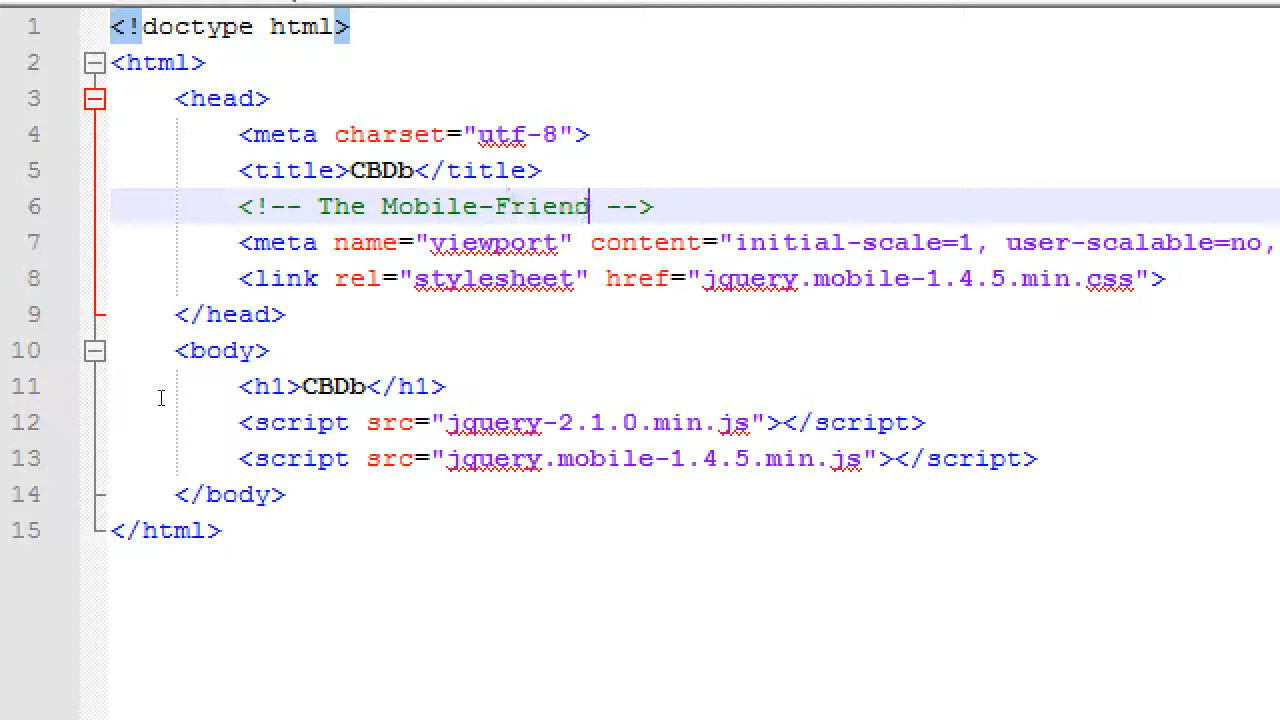 1 <!doctype html>
2 <html>
3 <head>
4 <meta charset="utf-8">
5 <title>CBDb</title>
6 <!-- The Mobile-Friend -->
7 <meta name="viewport" content="initial-scale=1, user-scalable=no,
8 <link rel="stylesheet" href="jquery.mobile-1.4.5.min.css">
9 </head>
10 <body>
11 <h1>CBDb</h1>
12 <script src="jquery-2.1.0.min.js"></script>
13 <script src="jquery.mobile-1.4.5.min.js"></script>
14 </body>
15 </html>